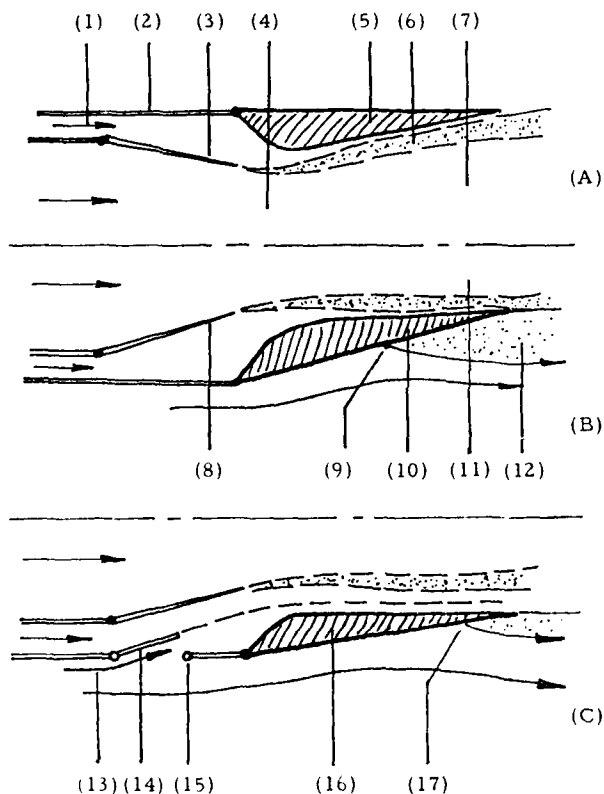 (1) (2) (3) (4) (5) (6) (7)
(A)
(B)
(8) (9) (10) (11) (12)
(C)
(13) (14) (15) (16) (17)